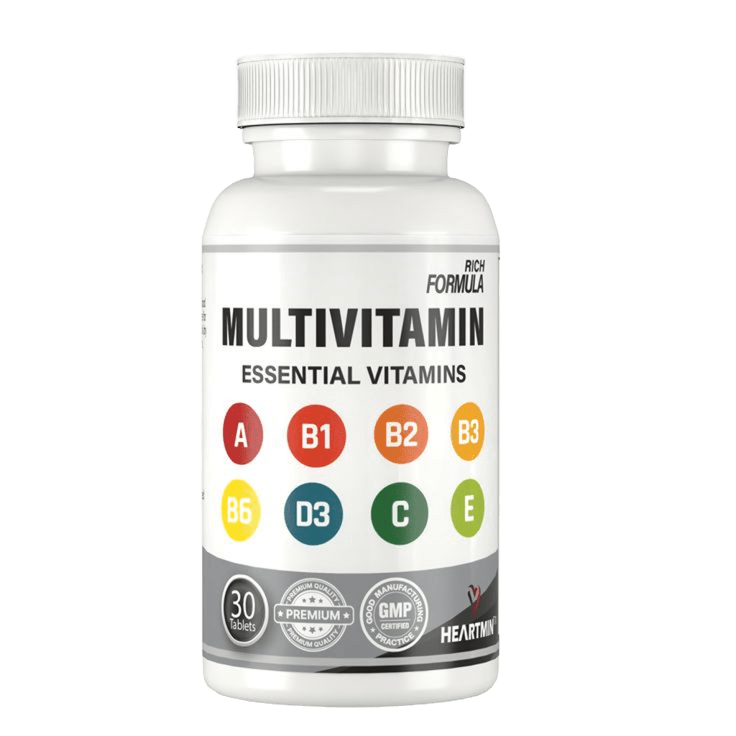 RICH
FORMULA
MULTIVITAMIN
ESSENTIAL VITAMINS
A B1 B2 B3
B6 D3 C E
30
Tablets
PREMIUM QUALITY
PREMIUM
PREMIUM QUALITY
GOOD MANUFACTURING
GMP
CERTIFIED
PRACTICE
HEARTMIN